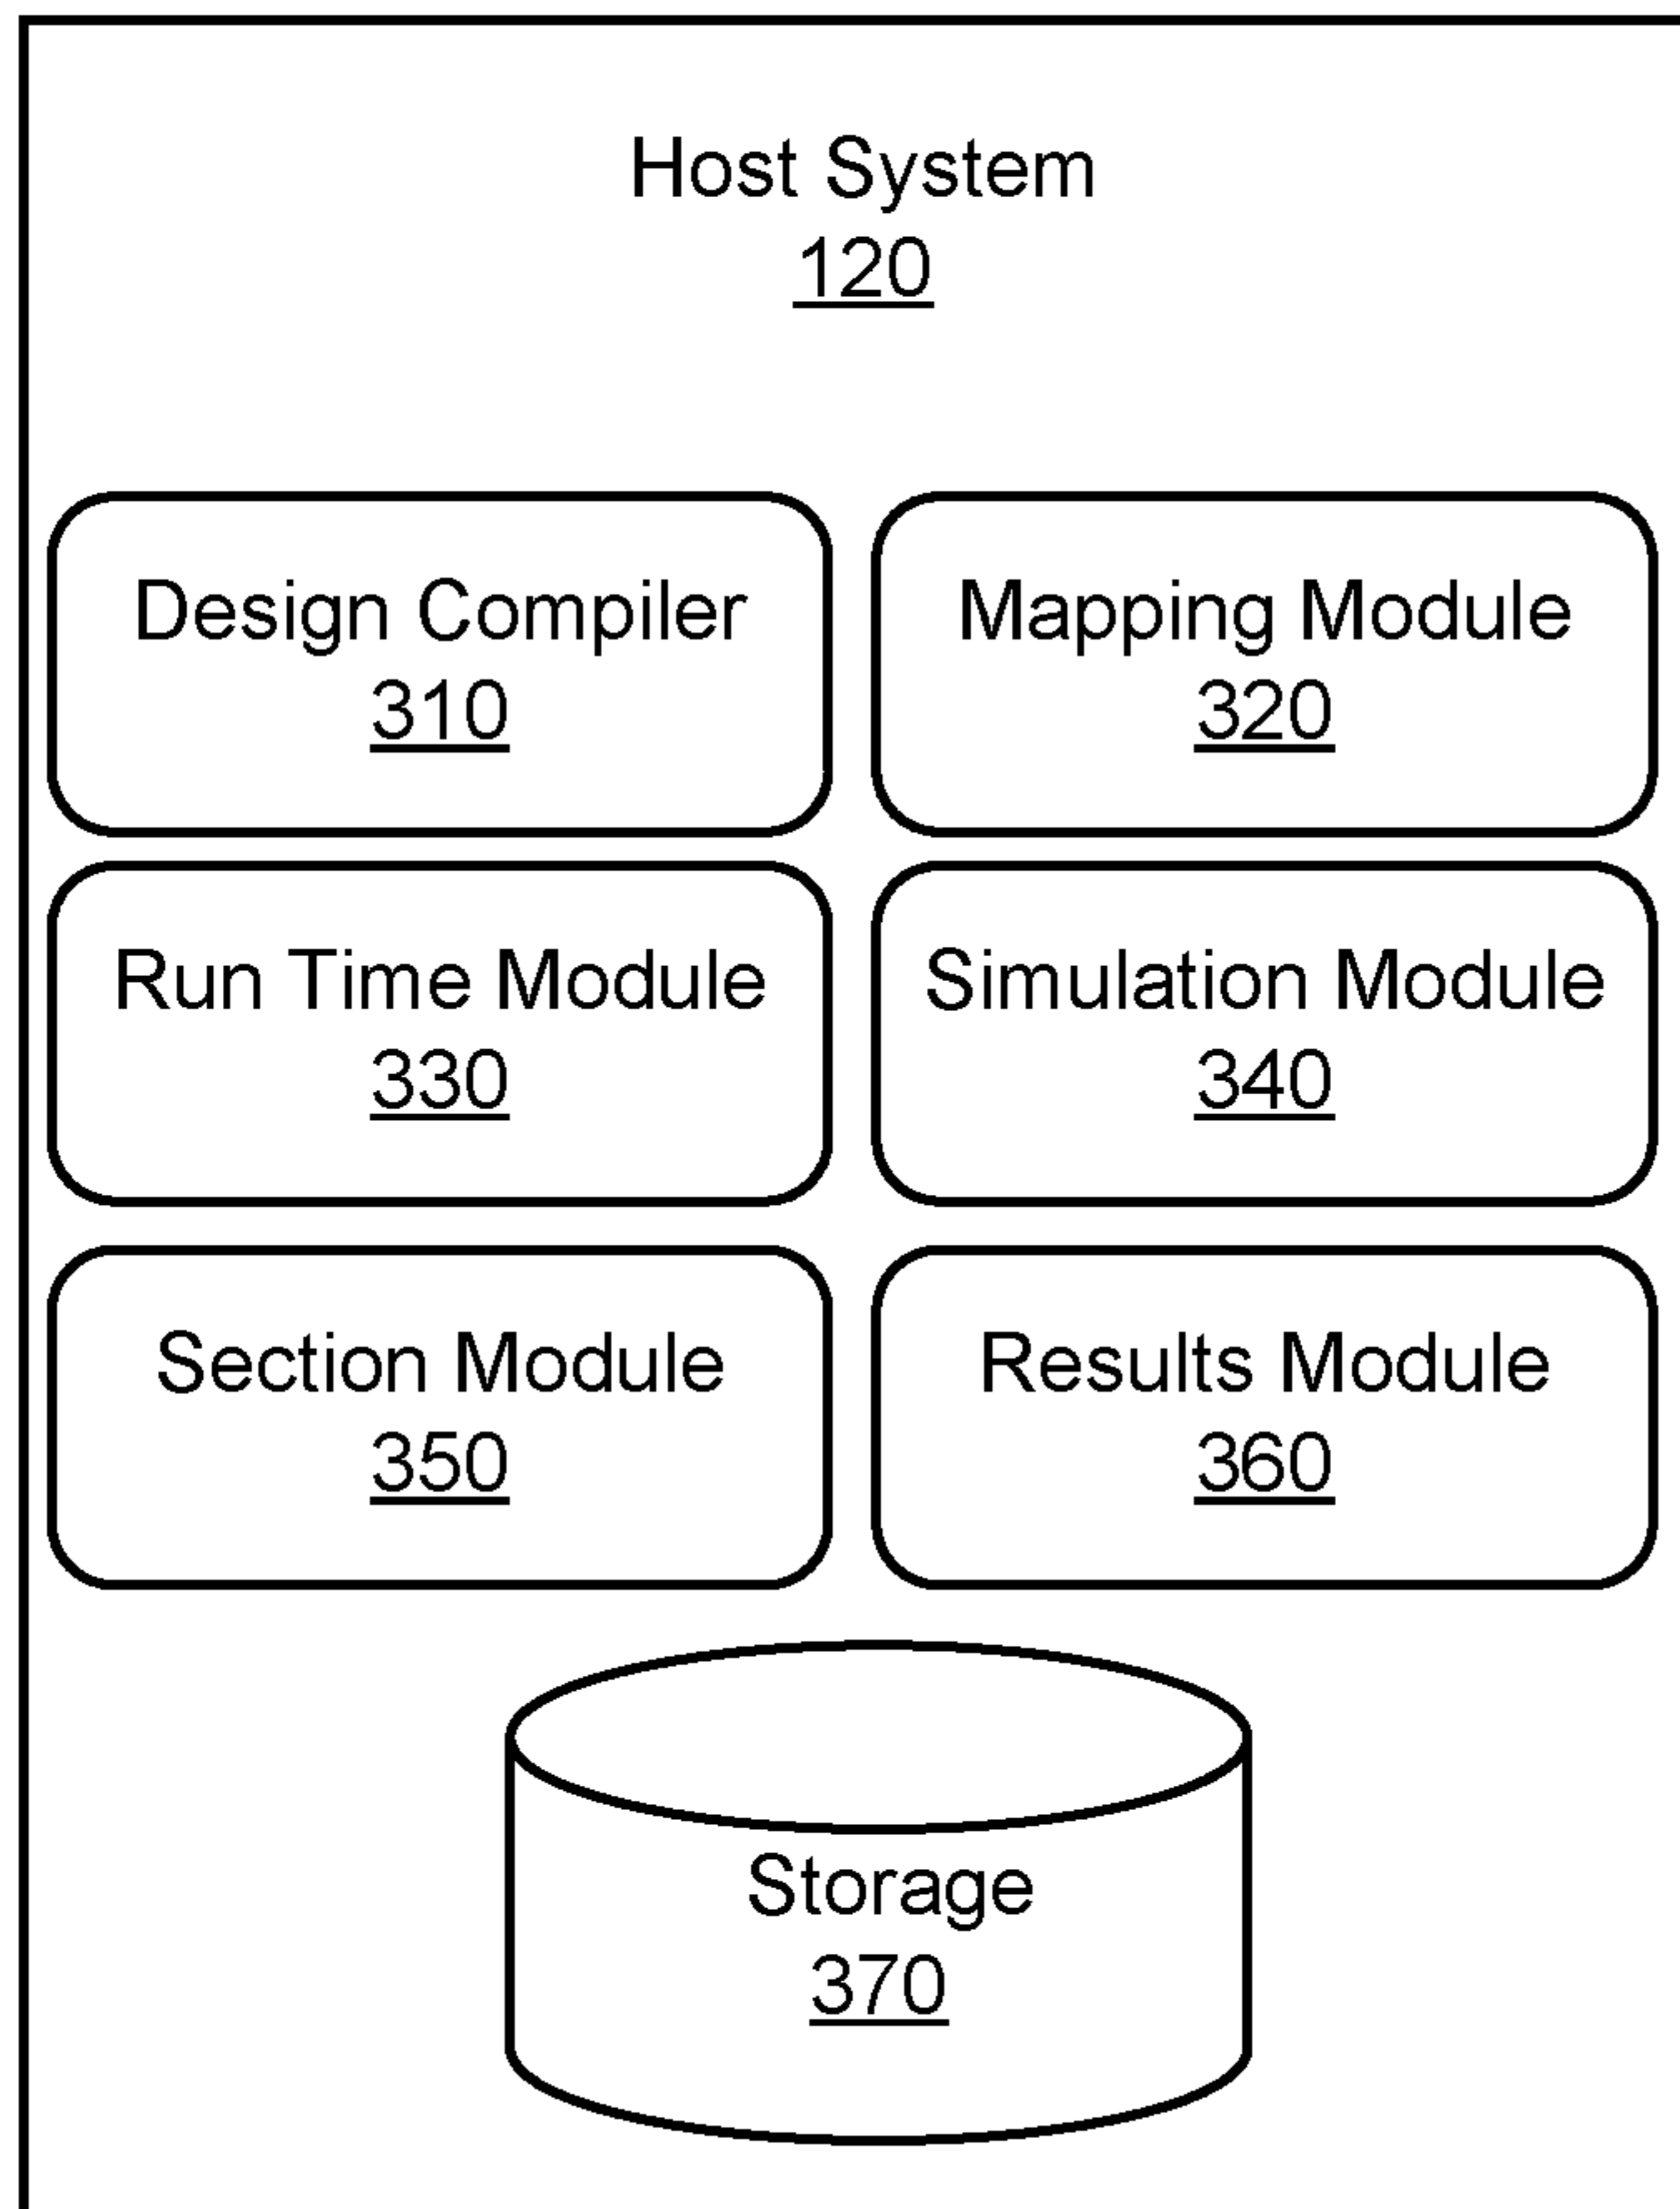 Host System
120
Design Compiler
310
Mapping Module
320
Run Time Module
330
Simulation Module
340
Section Module
350
Results Module
360
Storage
370